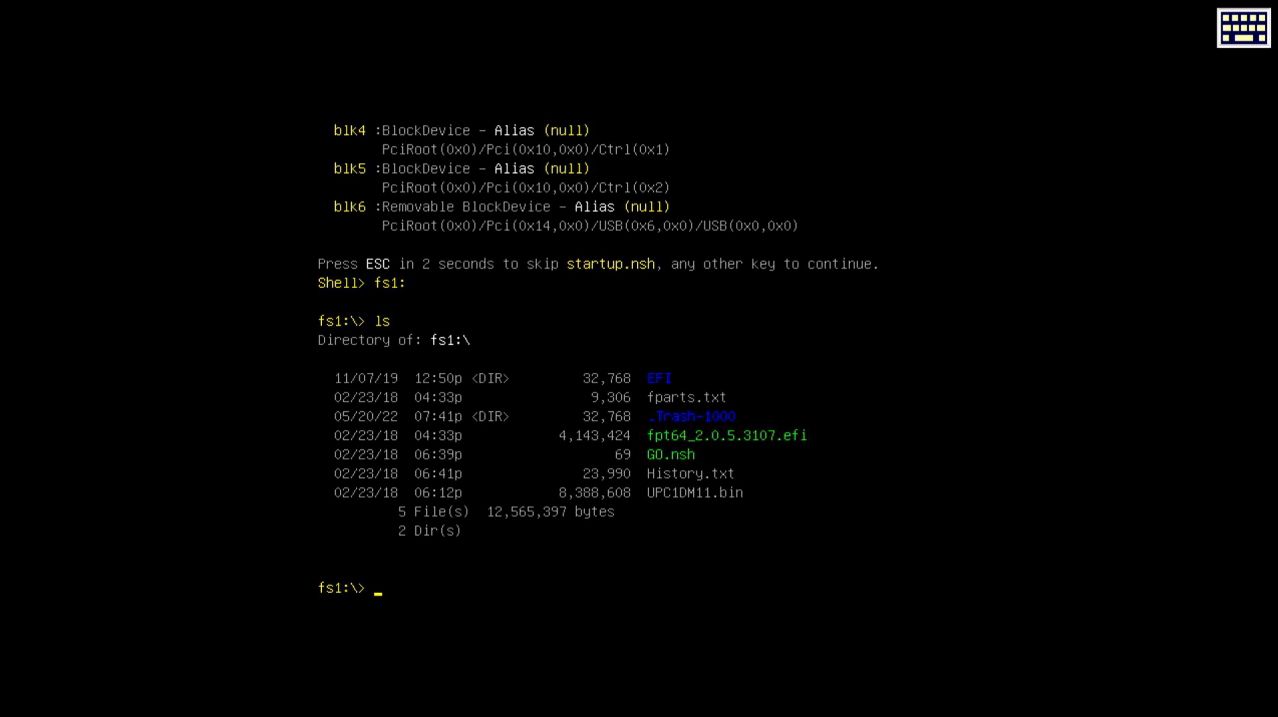 blk4 :BlockDevice - Alias (null)
PciRoot(0x0)/Pci(0x10,0x0)/Ctrl(0x1)
blk5 :BlockDevice - Alias (null)
PciRoot(0x0)/Pci(0x10,0x0)/Ctrl(0x2)
blk6 :Removable BlockDevice - Alias (null)
PciRoot(0x0)/Pci(0x14,0x0)/USB(0x6,0x0)/USB(0x0,0x0)
Press ESC in 2 seconds to skip startup.nsh, any other key to continue.
Shell> fs1:
fs1:\> ls
Directory of: fs1:\
11/07/19 12:50p <DIR> 32,768 EFI
02/23/18 04:33p 9,306 fparts.txt
05/20/22 07:41p <DIR> 32,768 .Trash-1000
02/23/18 04:33p 4,143,424 fpt64_2.0.5.3107.efi
02/23/18 06:39p 69 GO.nsh
02/23/18 06:41p 23,990 History.txt
02/23/18 06:12p 8,388,608 UPC1DM11.bin
5 File(s) 12,565,397 bytes
2 Dir(s)
fs1:\> _